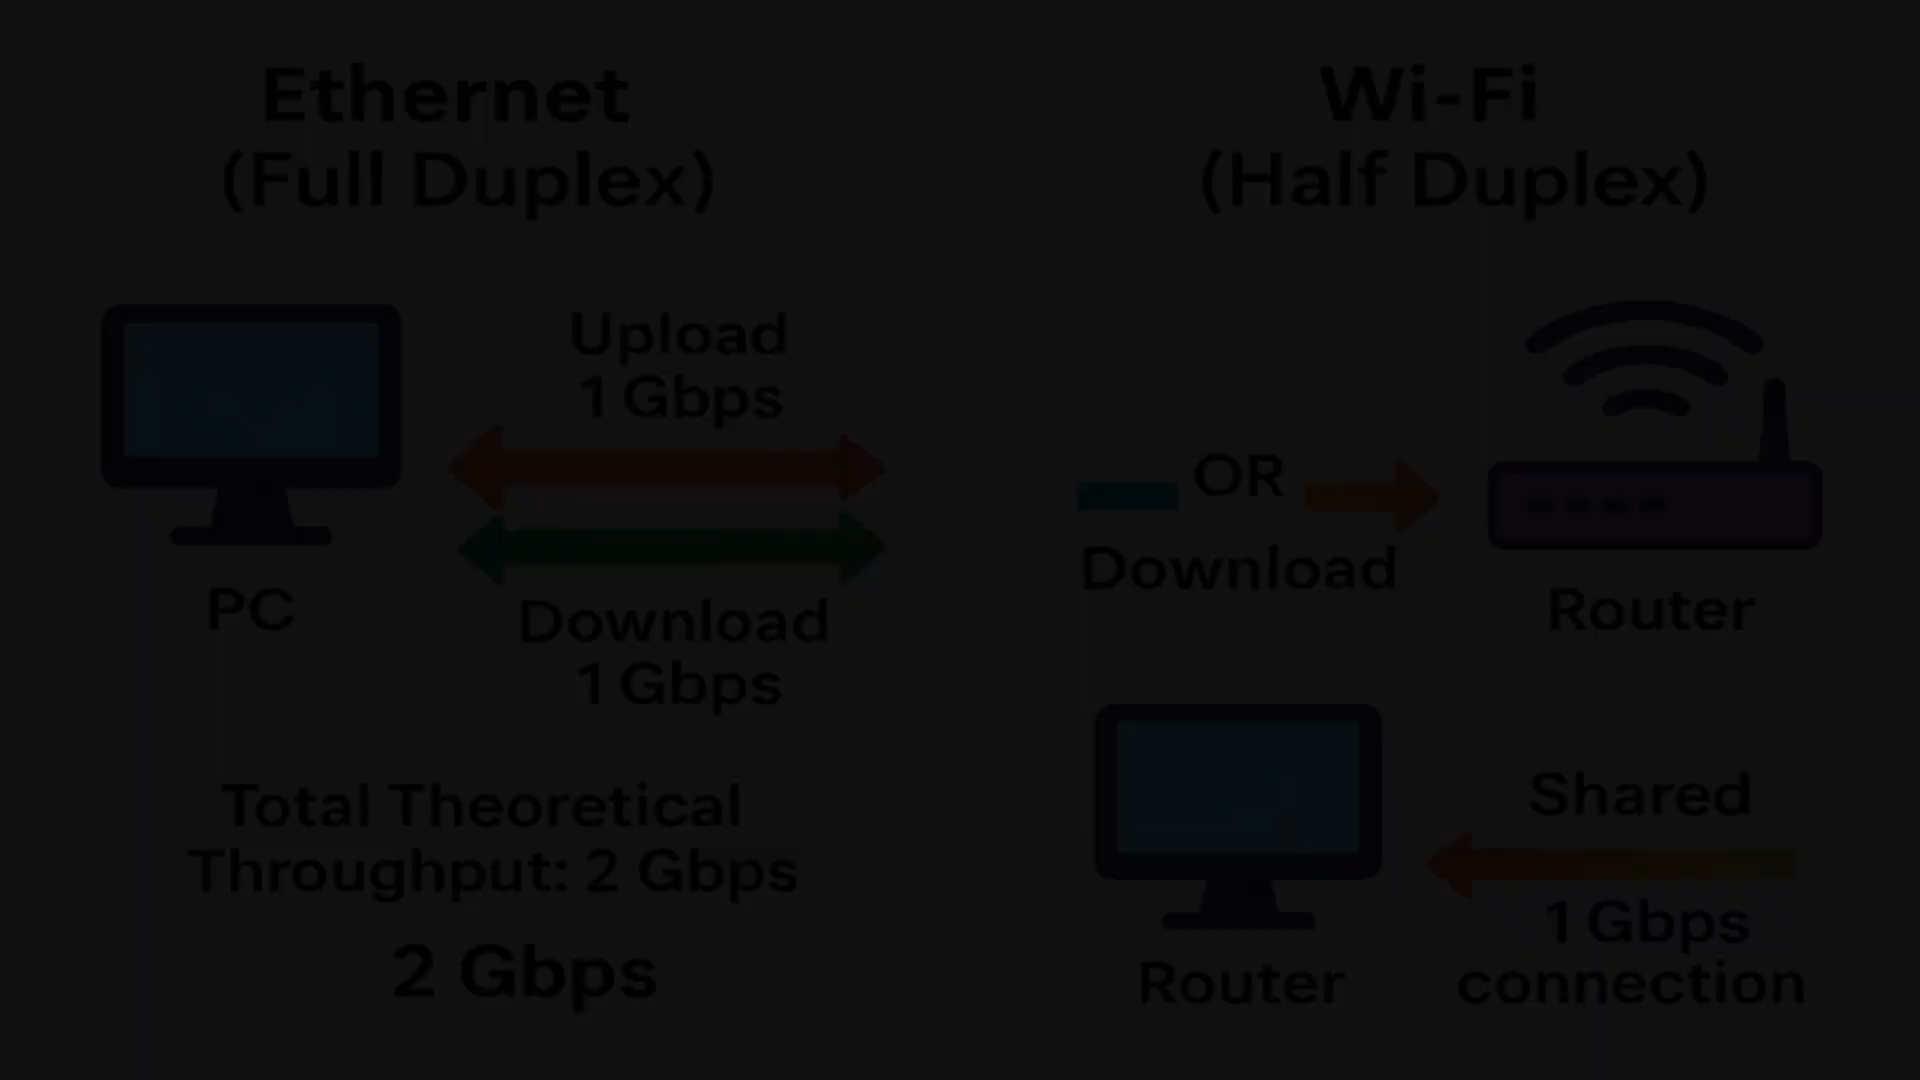 Ethernet
(Full Duplex)
Upload
1 Gbps
PC
Download
1 Gbps
Total Theoretical
Throughput: 2 Gbps
2 Gbps
Wi-Fi
(Half Duplex)
OR
Download
Router
Shared
1 Gbps
connection
Router